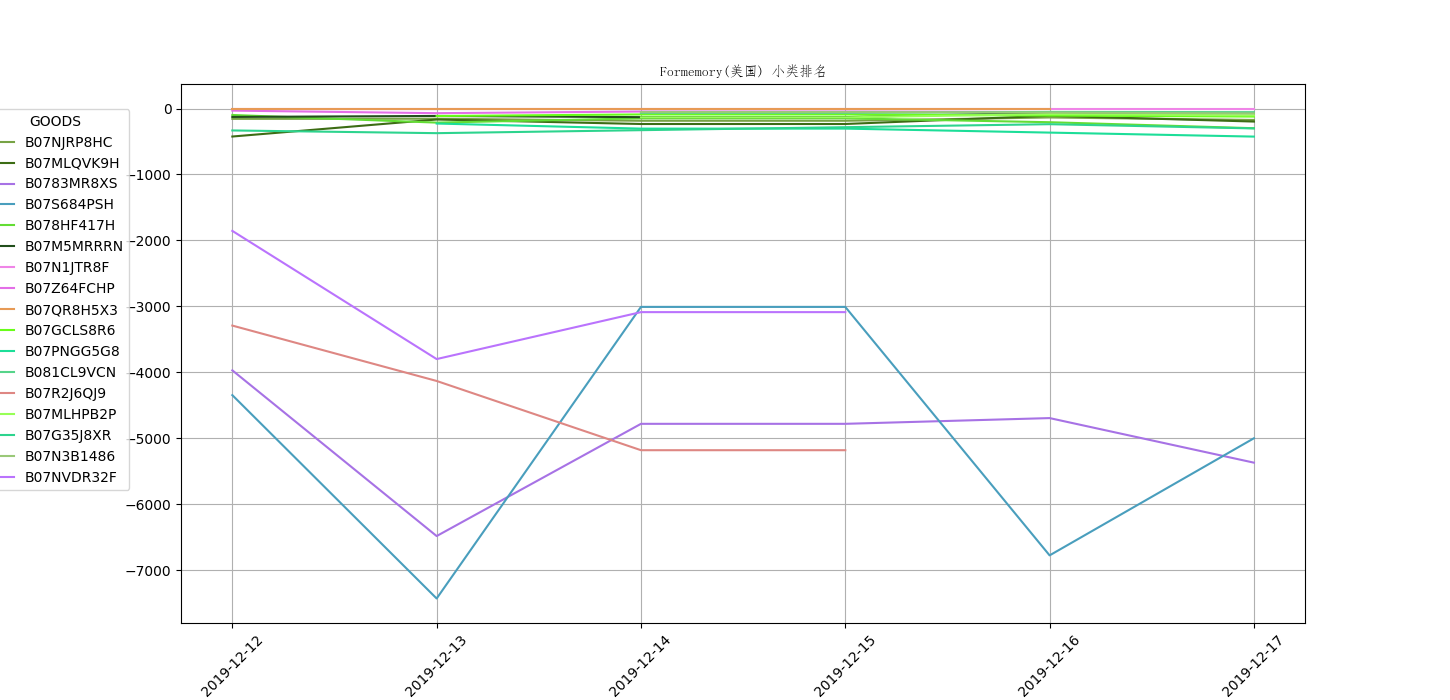 Formemory(美国) 小类排名
GOODS
B07NJRP8HC
B07MLQVK9H
B0783MR8XS
B07S684PSH
B078HF417H
B07M5MRRRN
B07N1JTR8F
B07Z64FCHP
B07QR8H5X3
B07GCLS8R6
B07PNGG5G8
B081CL9VCN
B07R2J6QJ9
B07MLHPB2P
B07G35J8XR
B07N3B1486
B07NVDR32F
0
−1000
−2000
−3000
−4000
−5000
−6000
−7000
2019-12-12
2019-12-13
2019-12-14
2019-12-15
2019-12-16
2019-12-17